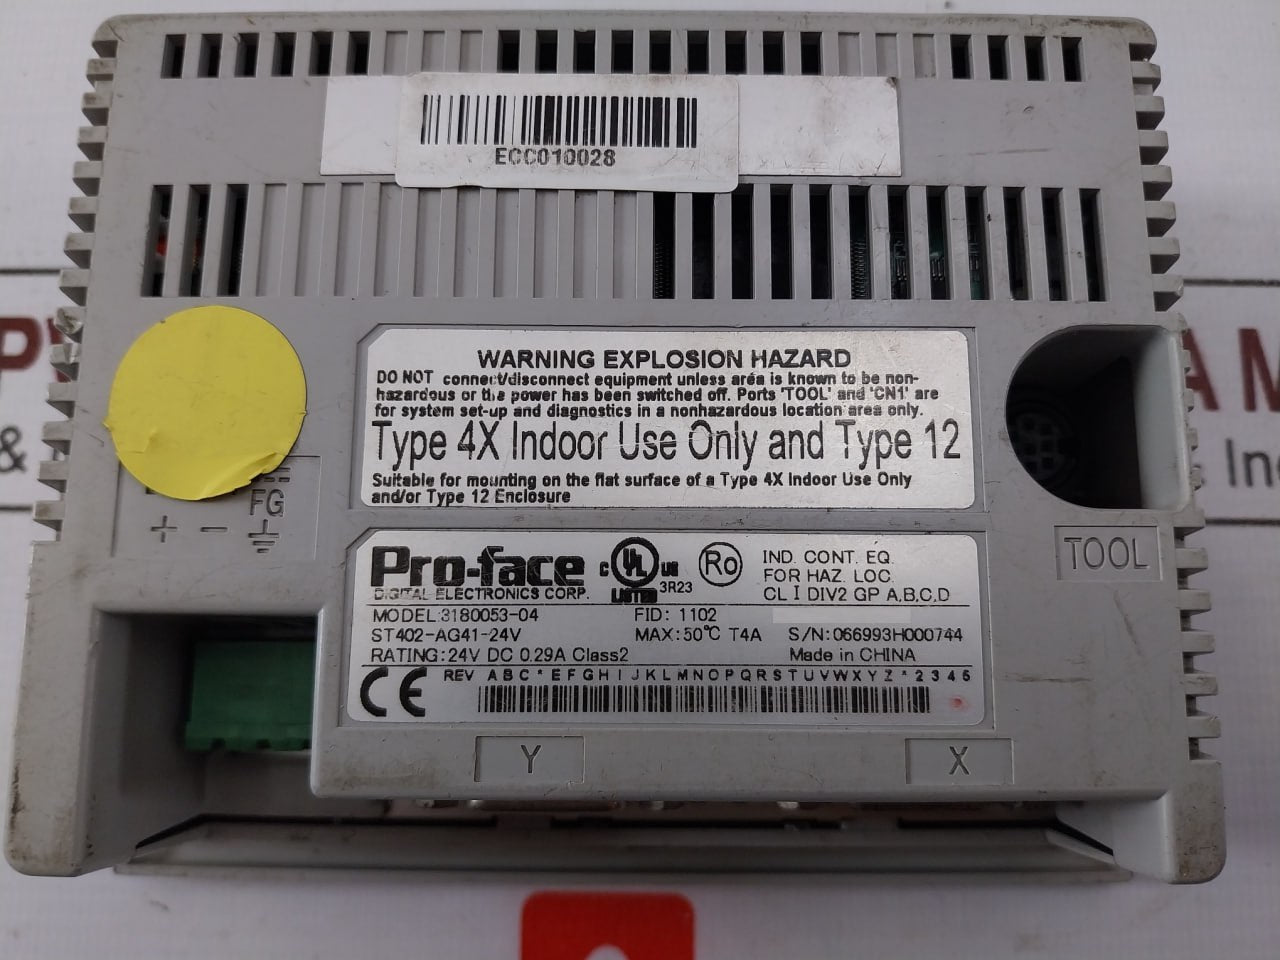 ECC010028
WARNING EXPLOSION HAZARD
DO NOT connect/disconnect equipment unless area is known to be non-
hazardous or the power has been switched off. Ports 'TOOL' and 'CN1' are
for system set-up and diagnostics in a nonhazardous location area only.
Type 4X Indoor Use Only and Type 12
Suitable for mounting on the flat surface of a Type 4X Indoor Use Only
and/or Type 12 Enclosure
FG
+ −
TOOL
Pro-face
DIGITAL ELECTRONICS CORP.
C UL US
LISTED 3R23
Ro
IND. CONT. EQ.
FOR HAZ. LOC.
CL I DIV2 GP A,B,C,D
MODEL:3180053-04
FID: 1102
ST402-AG41-24V
MAX:50℃ T4A
S/N:066993H000744
RATING:24V DC 0.29A Class2
Made in CHINA
CE
REV A B C * E F G H I J K L M N O P Q R S T U V W X Y Z * 2 3 4 5
Y
X
P
&
AM
In